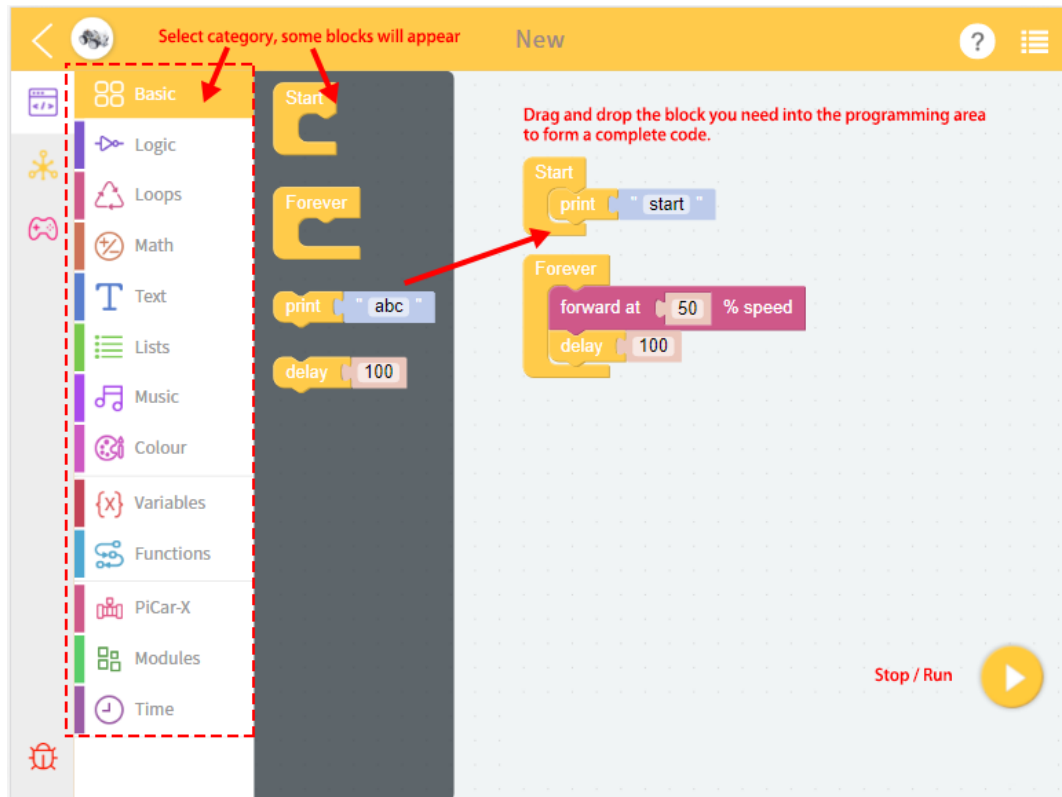 Select category, some blocks will appear
New
?
</>
Basic
Logic
Loops
Math
Text
Lists
Music
Colour
{x} Variables
Functions
PiCar-X
Modules
Time
Start
Forever
print " abc "
delay 100
Drag and drop the block you need into the programming area
to form a complete code.
Start
print " start "
Forever
forward at 50 % speed
delay 100
Stop / Run